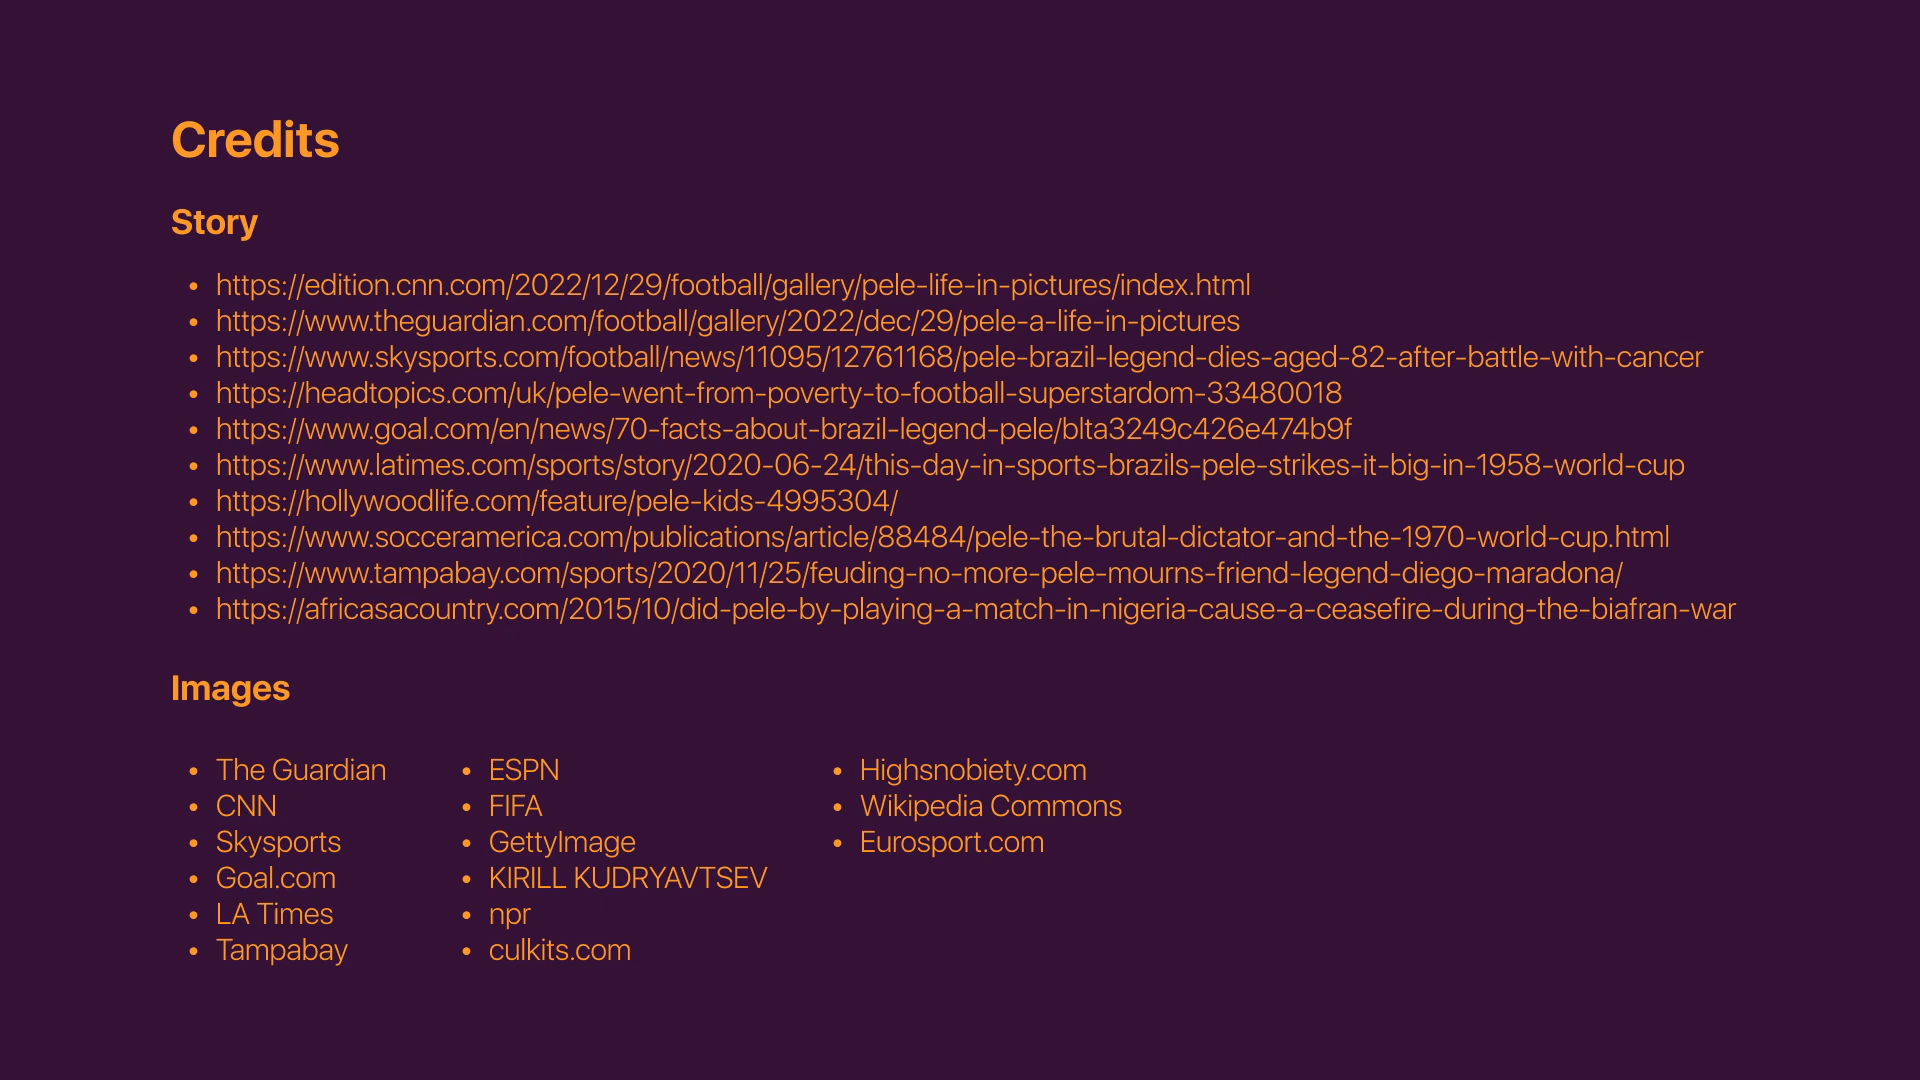 Credits
Story
• https://edition.cnn.com/2022/12/29/football/gallery/pele-life-in-pictures/index.html
• https://www.theguardian.com/football/gallery/2022/dec/29/pele-a-life-in-pictures
• https://www.skysports.com/football/news/11095/12761168/pele-brazil-legend-dies-aged-82-after-battle-with-cancer
• https://headtopics.com/uk/pele-went-from-poverty-to-football-superstardom-33480018
• https://www.goal.com/en/news/70-facts-about-brazil-legend-pele/blta3249c426e474b9f
• https://www.latimes.com/sports/story/2020-06-24/this-day-in-sports-brazils-pele-strikes-it-big-in-1958-world-cup
• https://hollywoodlife.com/feature/pele-kids-4995304/
• https://www.socceramerica.com/publications/article/88484/pele-the-brutal-dictator-and-the-1970-world-cup.html
• https://www.tampabay.com/sports/2020/11/25/feuding-no-more-pele-mourns-friend-legend-diego-maradona/
• https://africasacountry.com/2015/10/did-pele-by-playing-a-match-in-nigeria-cause-a-ceasefire-during-the-biafran-war
Images
• The Guardian
• CNN
• Skysports
• Goal.com
• LA Times
• Tampabay
• ESPN
• FIFA
• GettyImage
• KIRILL KUDRYAVTSEV
• npr
• culkits.com
• Highsnobiety.com
• Wikipedia Commons
• Eurosport.com